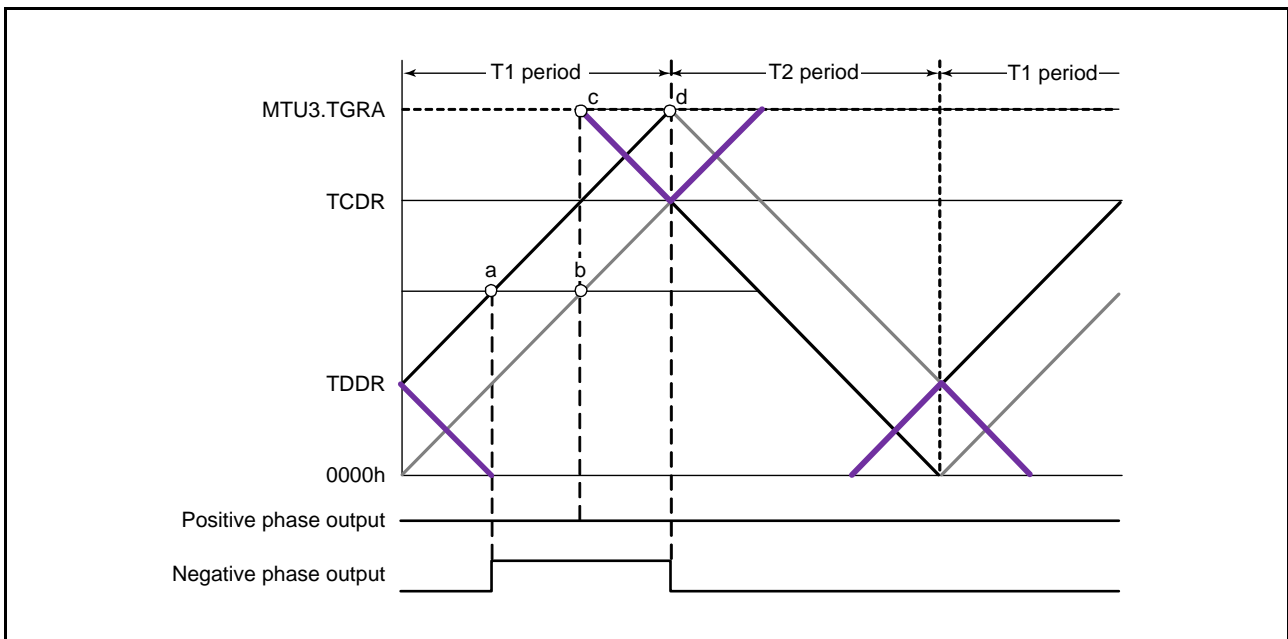 T1 period T2 period T1 period
c d
MTU3.TGRA
TCDR
a b
TDDR
0000h
Positive phase output
Negative phase output